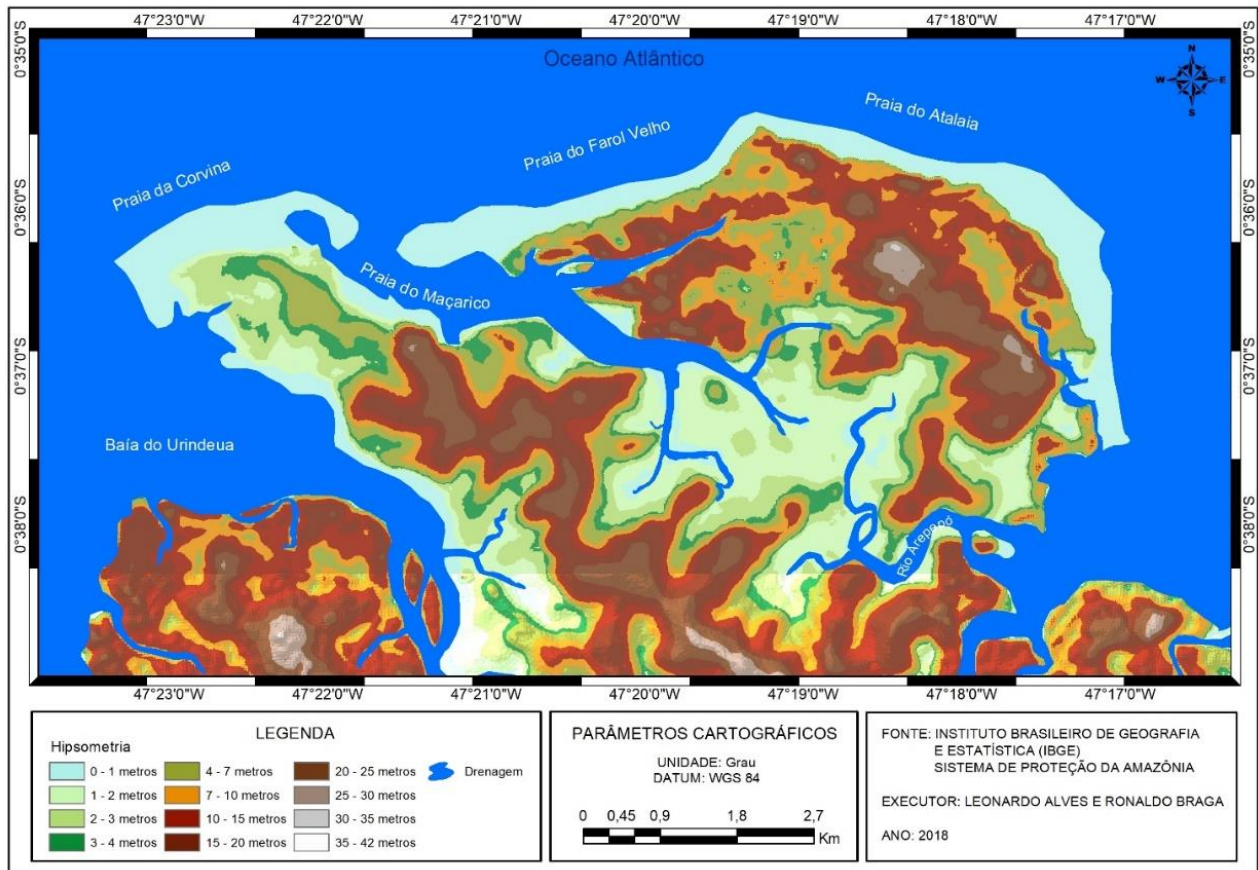 47°23'0"W 47°22'0"W 47°21'0"W 47°20'0"W 47°19'0"W 47°18'0"W 47°17'0"W
0°35'0"S
0°35'0"S
Oceano Atlântico
N
W E
S
Praia do Atalaia
Praia do Farol Velho
Praia da Corvina
0°36'0"S
0°36'0"S
Praia do Maçarico
0°37'0"S
0°37'0"S
Baía do Urindeua
0°38'0"S
0°38'0"S
Rio Arepepó
47°23'0"W 47°22'0"W 47°21'0"W 47°20'0"W 47°19'0"W 47°18'0"W 47°17'0"W
LEGENDA
Hipsometria
0 - 1 metros
1 - 2 metros
2 - 3 metros
3 - 4 metros
4 - 7 metros
7 - 10 metros
10 - 15 metros
15 - 20 metros
20 - 25 metros
25 - 30 metros
30 - 35 metros
35 - 42 metros
Drenagem
PARÂMETROS CARTOGRÁFICOS
UNIDADE: Grau
DATUM: WGS 84
0 0,45 0,9 1,8 2,7
Km
FONTE: INSTITUTO BRASILEIRO DE GEOGRAFIA
E ESTATÍSTICA (IBGE)
SISTEMA DE PROTEÇÃO DA AMAZÔNIA
EXECUTOR: LEONARDO ALVES E RONALDO BRAGA
ANO: 2018